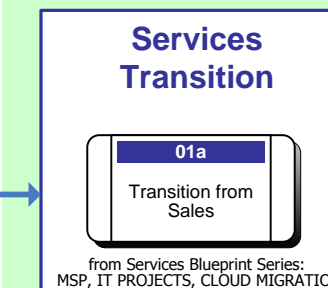 Services
Transition
01a
Transition from
Sales
from Services Blueprint Series:
MSP, IT PROJECTS, CLOUD